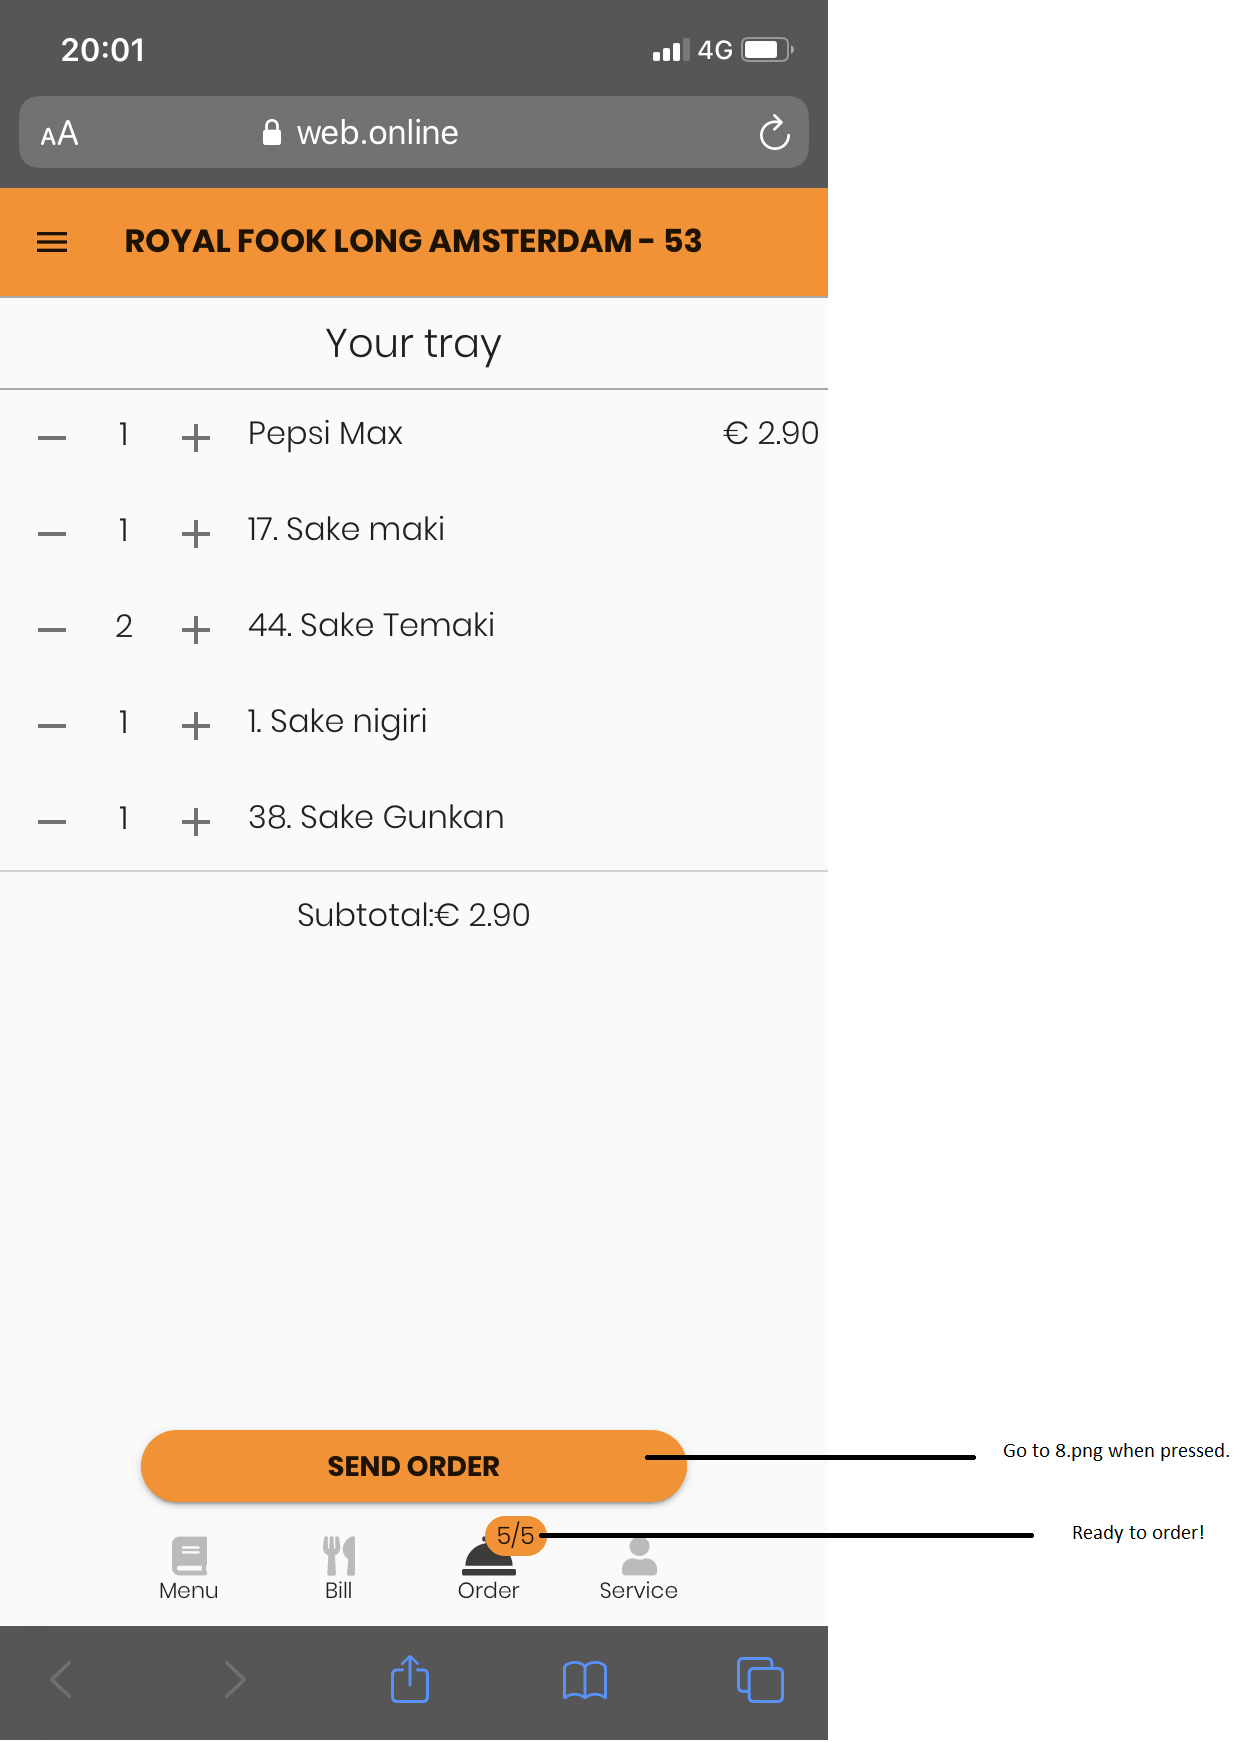 20:01 4G
AA web.online
ROYAL FOOK LONG AMSTERDAM - 53
Your tray
1 Pepsi Max € 2.90
1 17. Sake maki
2 44. Sake Temaki
1 1. Sake nigiri
1 38. Sake Gunkan
Subtotal:€ 2.90
SEND ORDER
Go to 8.png when pressed.
5/5
Ready to order!
Menu Bill Order Service